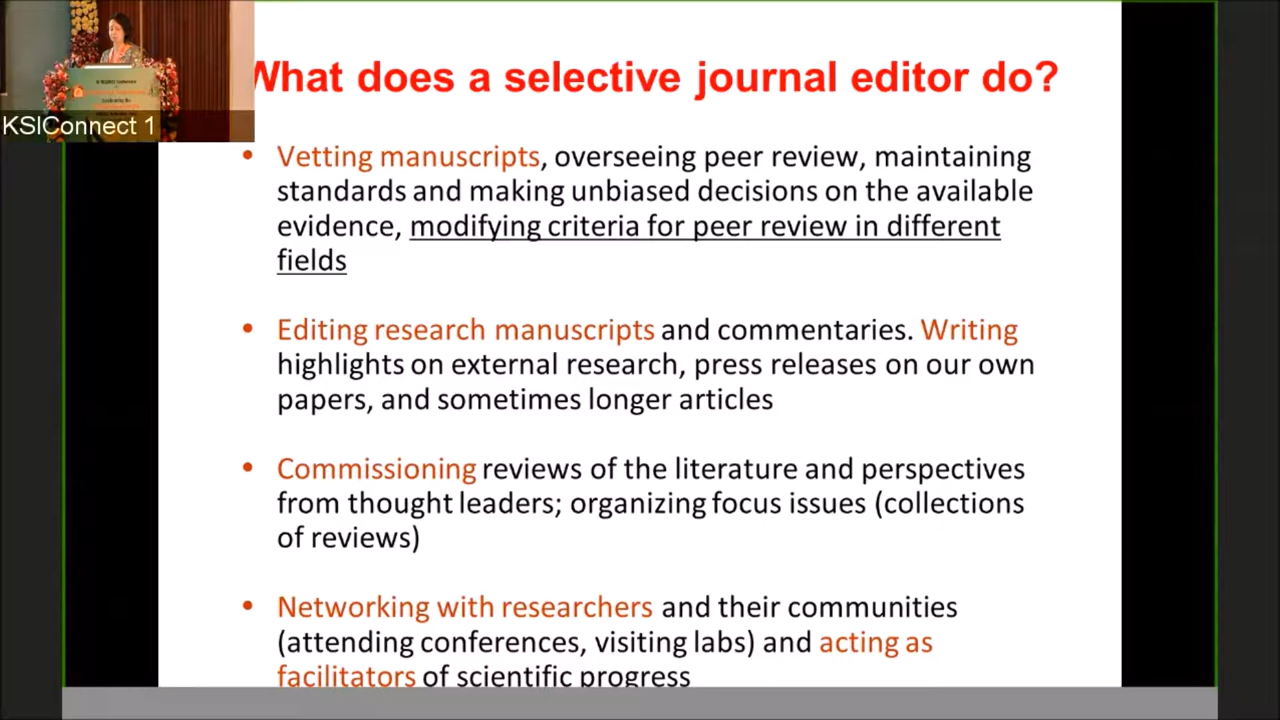 What does a selective journal editor do?
KSIConnect 1
• Vetting manuscripts, overseeing peer review, maintaining
standards and making unbiased decisions on the available
evidence, modifying criteria for peer review in different
fields
• Editing research manuscripts and commentaries. Writing
highlights on external research, press releases on our own
papers, and sometimes longer articles
• Commissioning reviews of the literature and perspectives
from thought leaders; organizing focus issues (collections
of reviews)
• Networking with researchers and their communities
(attending conferences, visiting labs) and acting as
facilitators of scientific progress